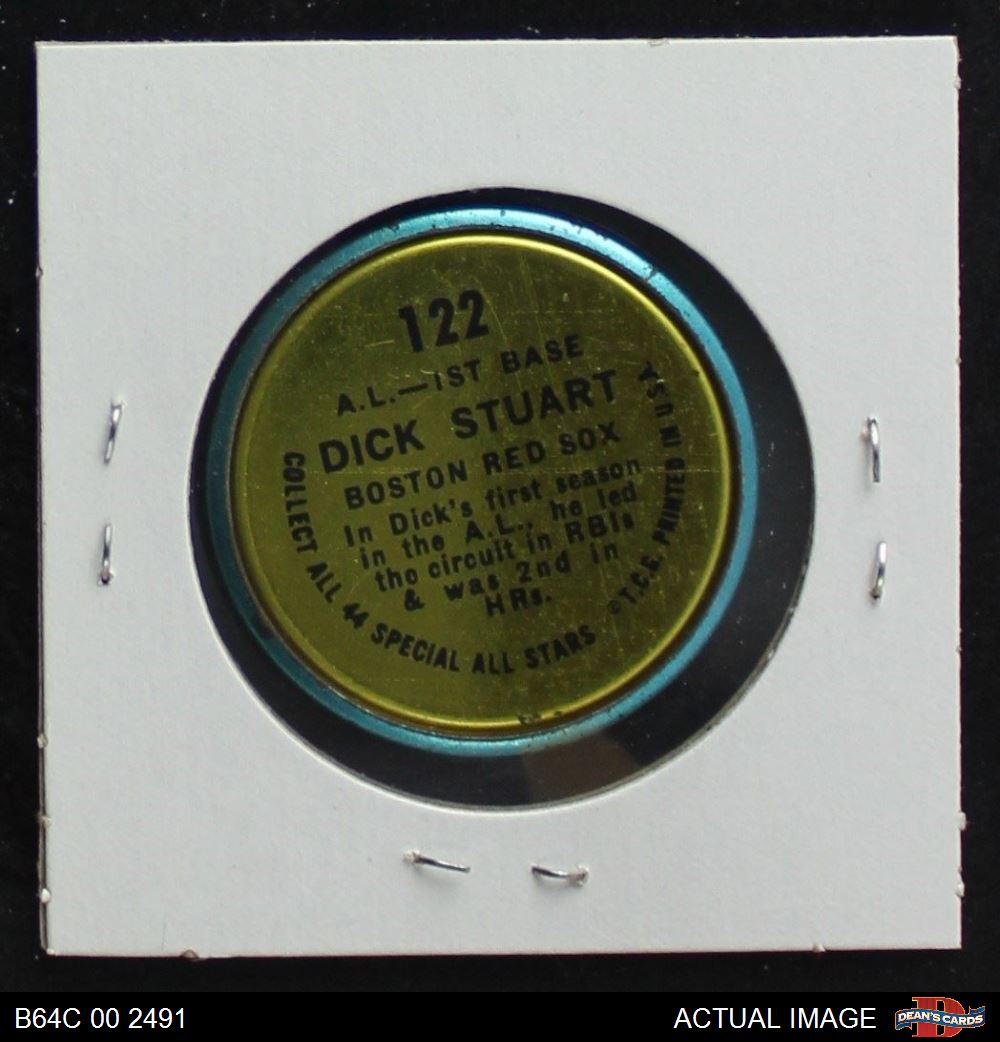 122
A.L.—1ST BASE
DICK STUART
BOSTON RED SOX
In Dick's first season
in the A.L., he led
the circuit in RBIs
& was 2nd in
HRs.
COLLECT ALL 44 SPECIAL ALL STARS
©T.C.G. PRINTED IN U.S.A.
B64C 00 2491
ACTUAL IMAGE
DEAN'S CARDS